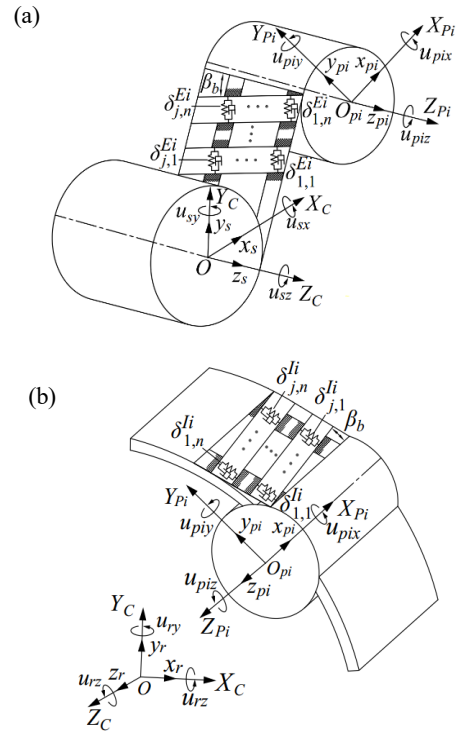 (a)
Y_{Pi}
X_{Pi}
u_{piy}
u_{pix}
y_{pi}
x_{pi}
β_b
O_{pi}
z_{pi}
Z_{Pi}
u_{piz}
δ_{j,n}^{Ei}
δ_{1,n}^{Ei}
δ_{j,1}^{Ei}
δ_{1,1}^{Ei}
Y_C
X_C
u_{sy}
y_s
u_{sx}
x_s
O
z_s
u_{sz}
Z_C
(b)
δ_{j,n}^{Ii}
δ_{j,1}^{Ii}
β_b
δ_{1,n}^{Ii}
δ_{1,1}^{Ii}
Y_{Pi}
X_{Pi}
u_{piy}
y_{pi}
x_{pi}
u_{pix}
O_{pi}
u_{piz}
z_{pi}
Z_{Pi}
Y_C
u_{ry}
y_r
u_{rz}
z_r
x_r
X_C
O
u_{rz}
Z_C